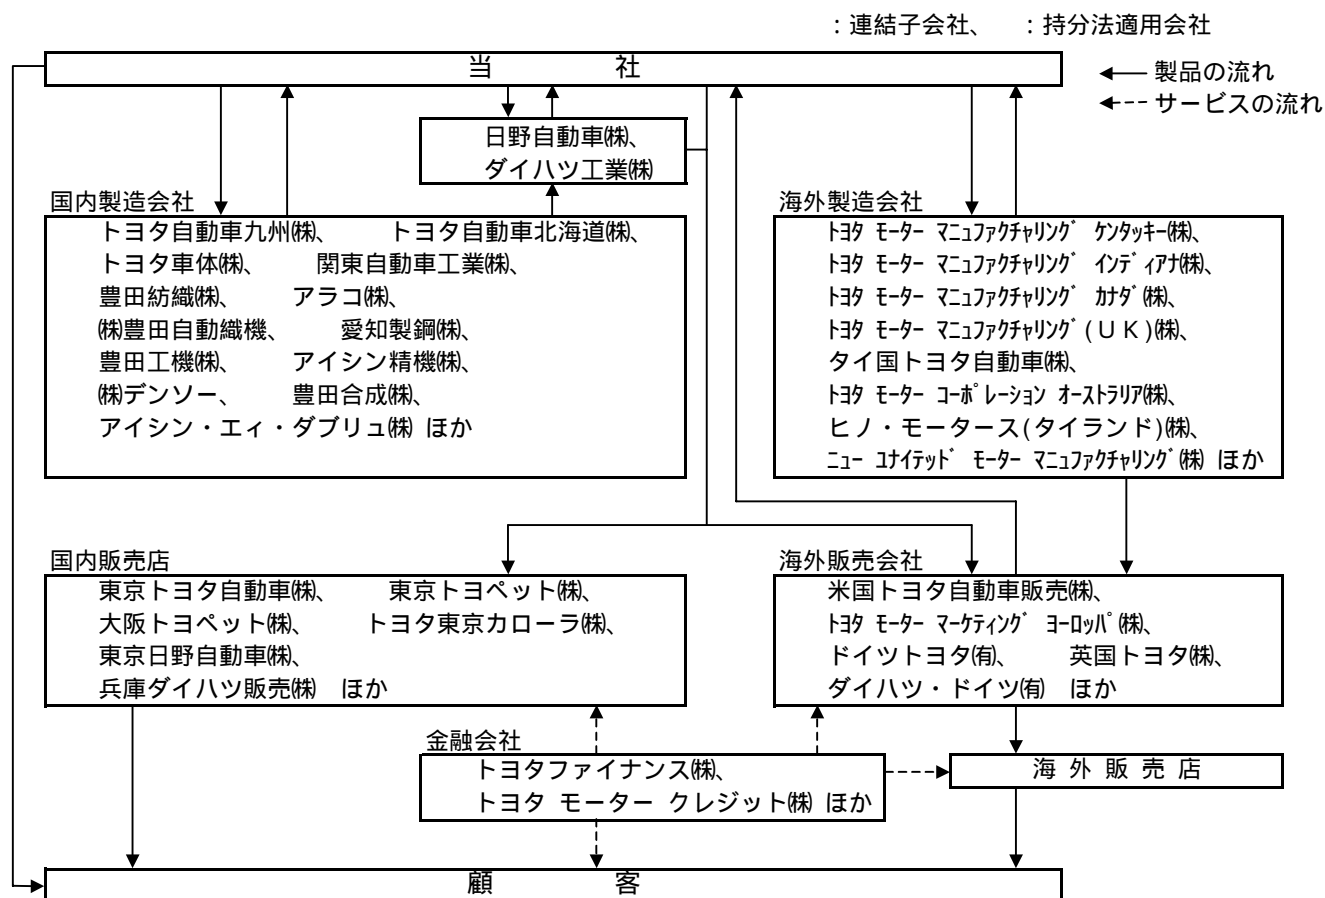 ：連結子会社、　：持分法適用会社
当　社
製品の流れ
サービスの流れ
日野自動車㈱、
ダイハツ工業㈱
国内製造会社
トヨタ自動車九州㈱、　トヨタ自動車北海道㈱、
トヨタ車体㈱、　関東自動車工業㈱、
豊田紡織㈱、　アラコ㈱、
㈱豊田自動織機、　愛知製鋼㈱、
豊田工機㈱、　アイシン精機㈱、
㈱デンソー、　豊田合成㈱、
アイシン・エィ・ダブリュ㈱ ほか
海外製造会社
ﾄﾖﾀ ﾓｰﾀｰ ﾏﾆｭﾌｧｸﾁｬﾘﾝｸﾞ ｹﾝﾀｯｷｰ㈱、
ﾄﾖﾀ ﾓｰﾀｰ ﾏﾆｭﾌｧｸﾁｬﾘﾝｸﾞ ｲﾝﾃﾞｨｱﾅ㈱、
ﾄﾖﾀ ﾓｰﾀｰ ﾏﾆｭﾌｧｸﾁｬﾘﾝｸﾞ ｶﾅﾀﾞ㈱、
ﾄﾖﾀ ﾓｰﾀｰ ﾏﾆｭﾌｧｸﾁｬﾘﾝｸﾞ(ＵＫ)㈱、
タイ国トヨタ自動車㈱、
ﾄﾖﾀ ﾓｰﾀｰ ｺｰﾎﾟﾚｰｼｮﾝ ｵｰｽﾄﾗﾘｱ㈱、
ヒノ・モータース(タイランド)㈱、
ﾆｭｰ ﾕﾅｲﾃｯﾄﾞ ﾓｰﾀｰ ﾏﾆｭﾌｧｸﾁｬﾘﾝｸﾞ㈱ ほか
国内販売店
東京トヨタ自動車㈱、　東京トヨペット㈱、
大阪トヨペット㈱、　トヨタ東京カローラ㈱、
東京日野自動車㈱、
兵庫ダイハツ販売㈱ ほか
海外販売会社
米国トヨタ自動車販売㈱、
ﾄﾖﾀ ﾓｰﾀｰ ﾏｰｹﾃｨﾝｸﾞ ﾖｰﾛｯﾊﾟ㈱、
ドイツトヨタ㈲、　英国トヨタ㈱、
ダイハツ・ドイツ㈲ ほか
金融会社
トヨタファイナンス㈱、
トヨタ モーター クレジット㈱ ほか
海 外 販 売 店
顧　客